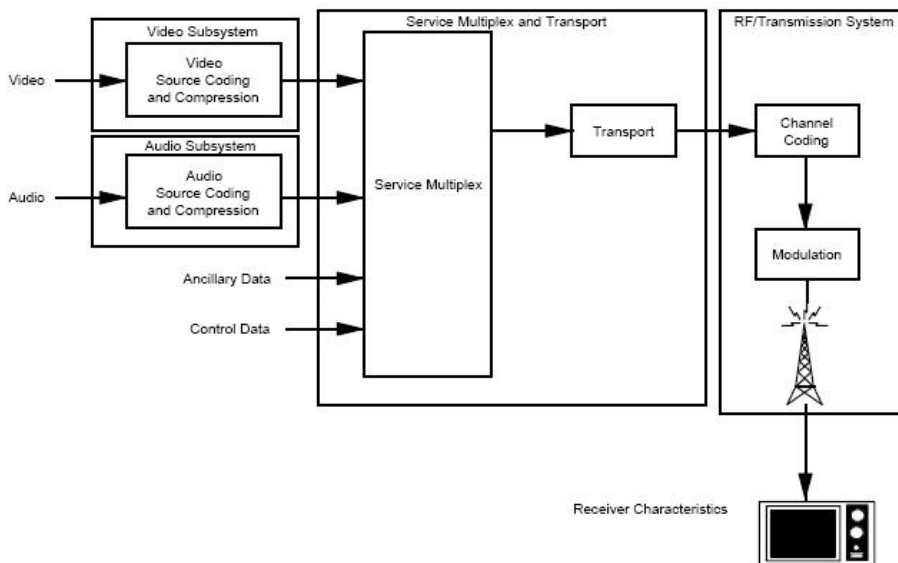 Service Multiplex and Transport
RF/Transmission System
Video Subsystem
Video
Video
Source Coding
and Compression
Audio Subsystem
Audio
Audio
Source Coding
and Compression
Service Multiplex
Transport
Channel
Coding
Modulation
Ancillary Data
Control Data
Receiver Characteristics